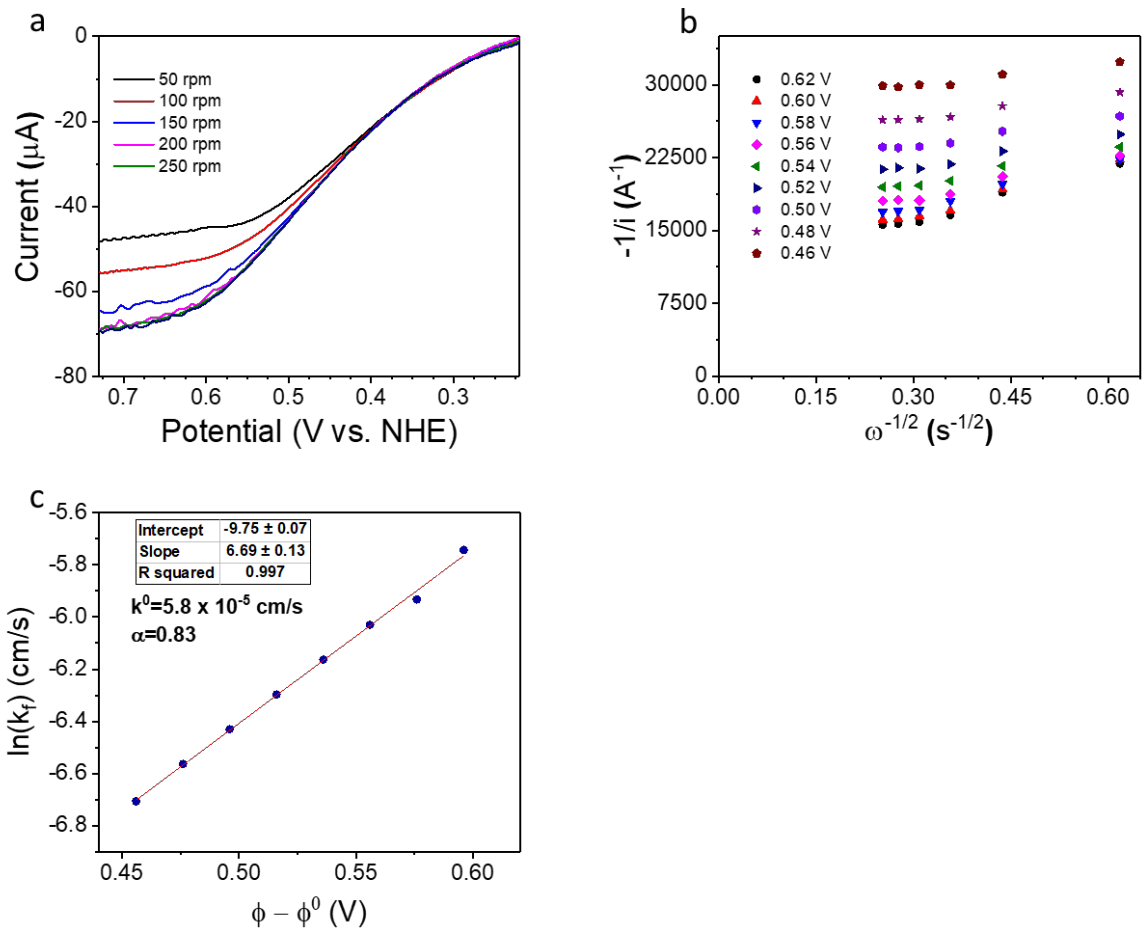 a
0
-20
-40
-60
-80
Current (μA)
50 rpm
100 rpm
150 rpm
200 rpm
250 rpm
0.7
0.6
0.5
0.4
0.3
Potential (V vs. NHE)
b
30000
22500
15000
7500
0
-1/i (A⁻¹)
0.62 V
0.60 V
0.58 V
0.56 V
0.54 V
0.52 V
0.50 V
0.48 V
0.46 V
0.00
0.15
0.30
0.45
0.60
ω⁻¹/² (s⁻¹/²)
c
-5.6
-5.8
-6.0
-6.2
-6.4
-6.6
-6.8
ln(k_f) (cm/s)
Intercept -9.75 ± 0.07
Slope 6.69 ± 0.13
R squared 0.997
k⁰=5.8 x 10⁻⁵ cm/s
α=0.83
0.45
0.50
0.55
0.60
ϕ – ϕ⁰ (V)